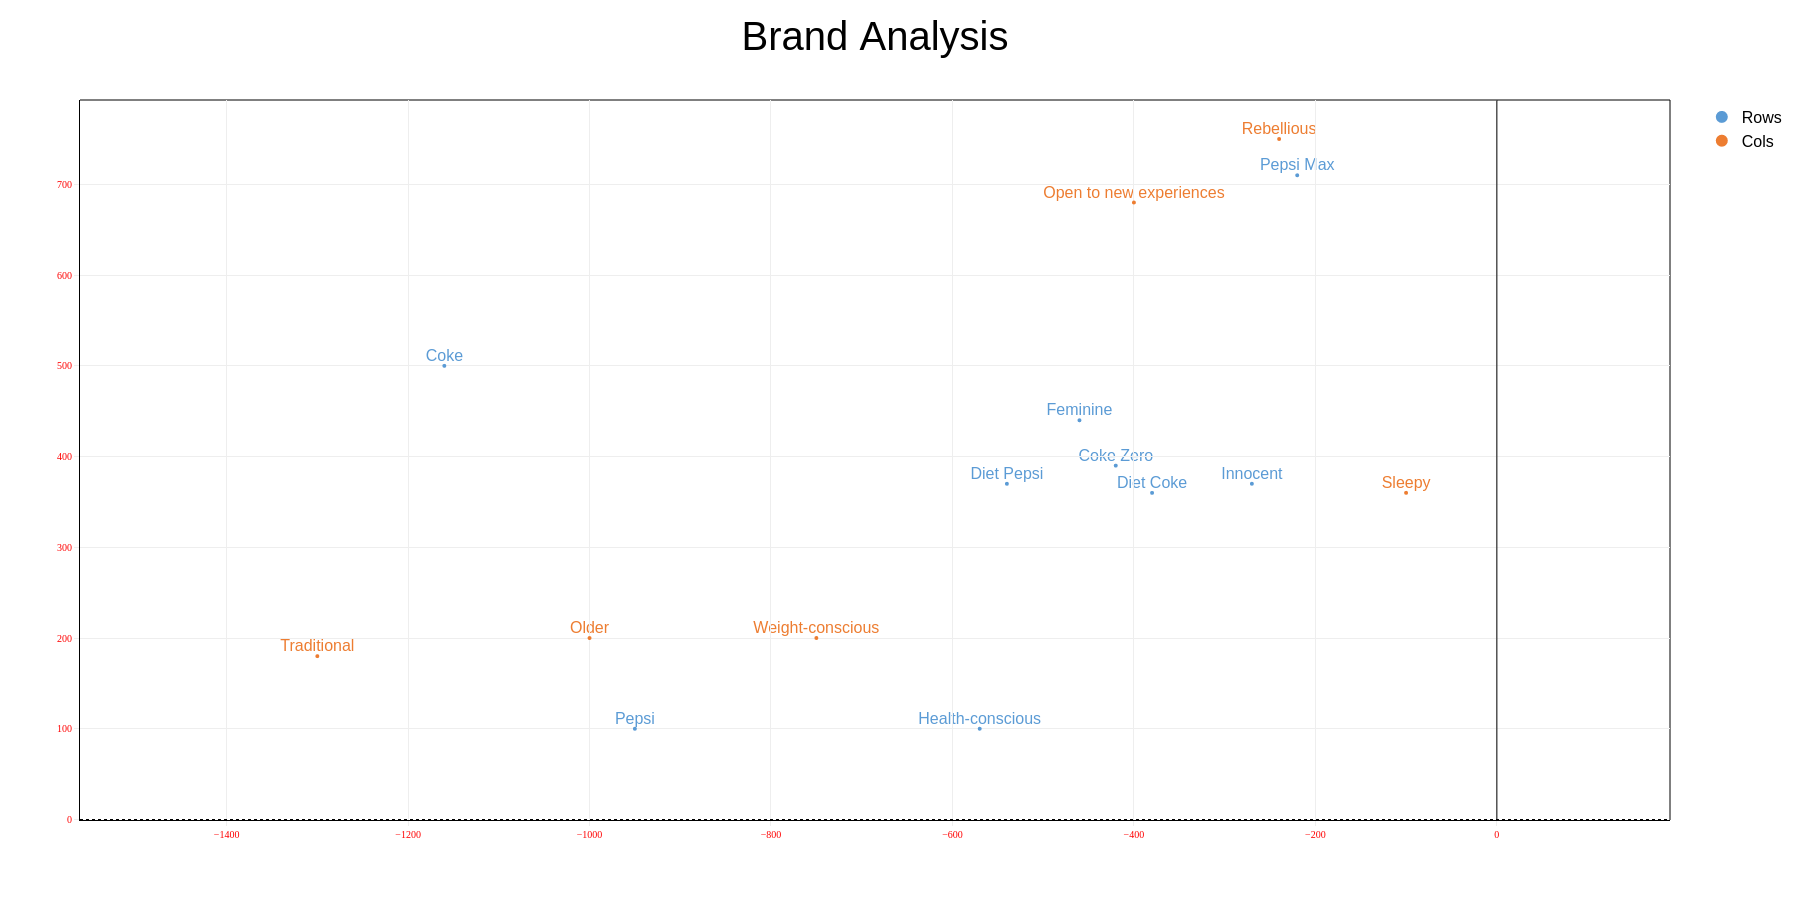 Brand Analysis
Rows
Cols
Rebellious
Pepsi Max
Open to new experiences
Coke
Feminine
Coke Zero
Diet Pepsi
Diet Coke
Innocent
Sleepy
Older
Weight-conscious
Traditional
Pepsi
Health-conscious
700
600
500
400
300
200
100
0
−1400
−1200
−1000
−800
−600
−400
−200
0